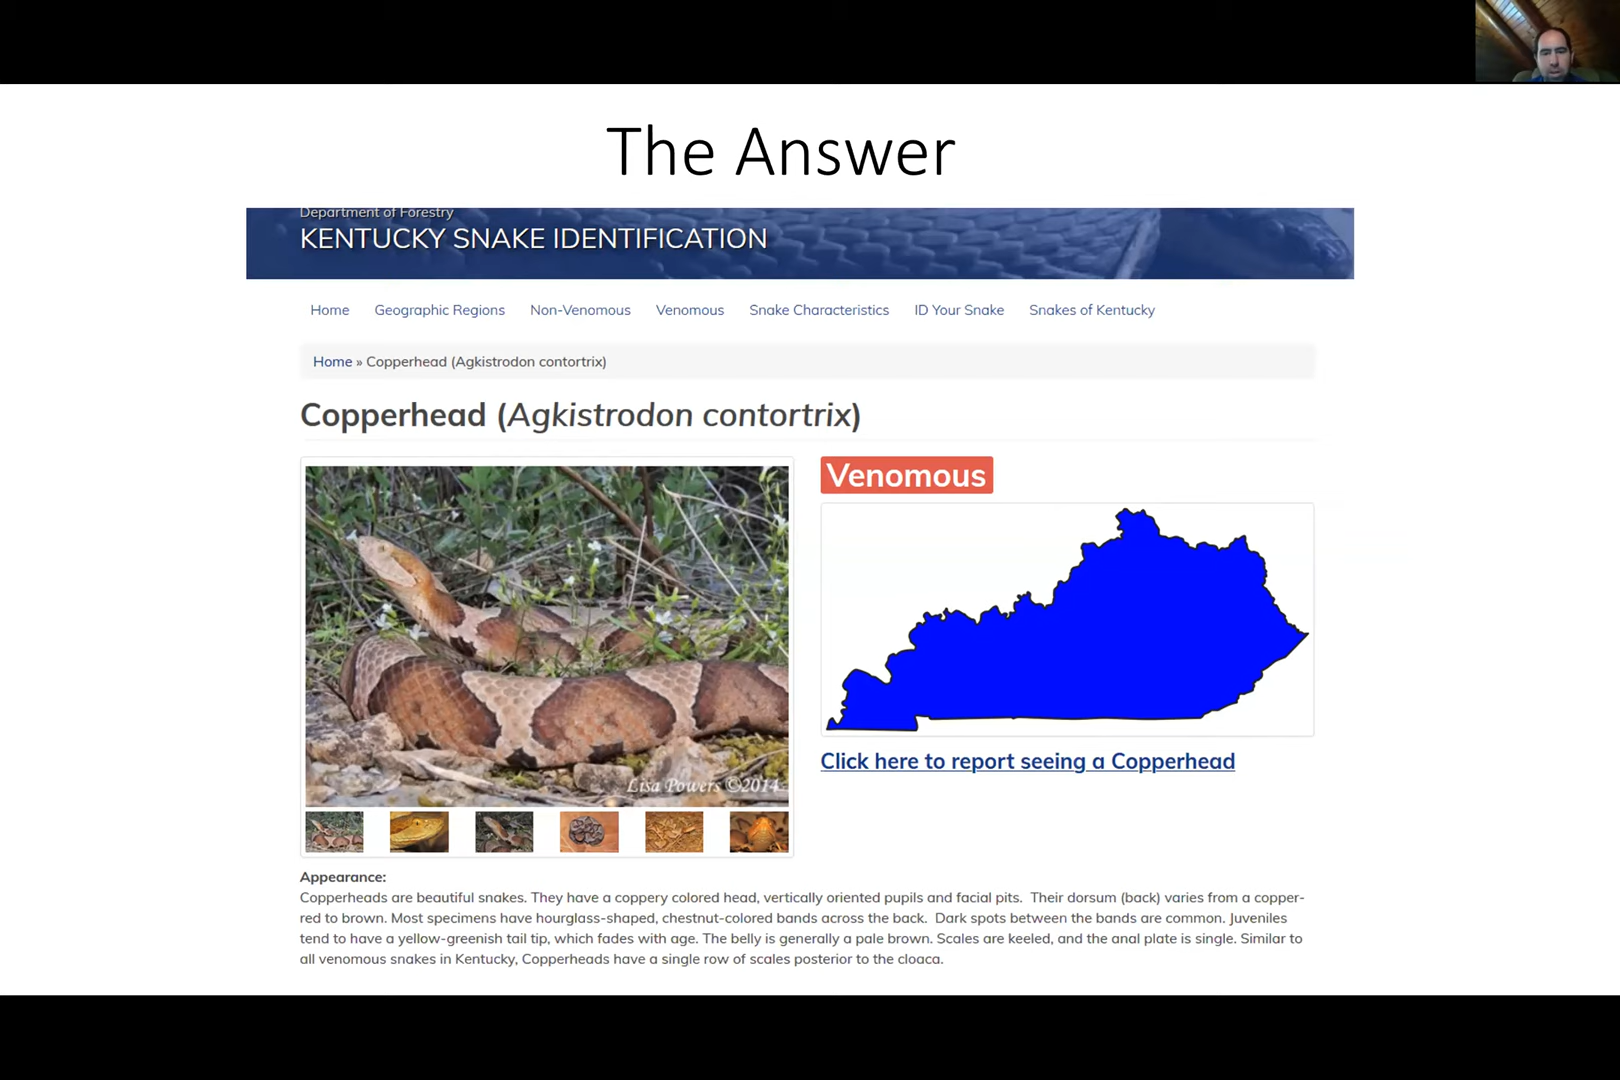 The Answer
Department of Forestry
KENTUCKY SNAKE IDENTIFICATION
Home Geographic Regions Non-Venomous Venomous Snake Characteristics ID Your Snake Snakes of Kentucky
Home » Copperhead (Agkistrodon contortrix)
Copperhead (Agkistrodon contortrix)
Venomous
Lisa Powers ©2014
Click here to report seeing a Copperhead
Appearance:
Copperheads are beautiful snakes. They have a coppery colored head, vertically oriented pupils and facial pits. Their dorsum (back) varies from a copper-
red to brown. Most specimens have hourglass-shaped, chestnut-colored bands across the back. Dark spots between the bands are common. Juveniles
tend to have a yellow-greenish tail tip, which fades with age. The belly is generally a pale brown. Scales are keeled, and the anal plate is single. Similar to
all venomous snakes in Kentucky, Copperheads have a single row of scales posterior to the cloaca.